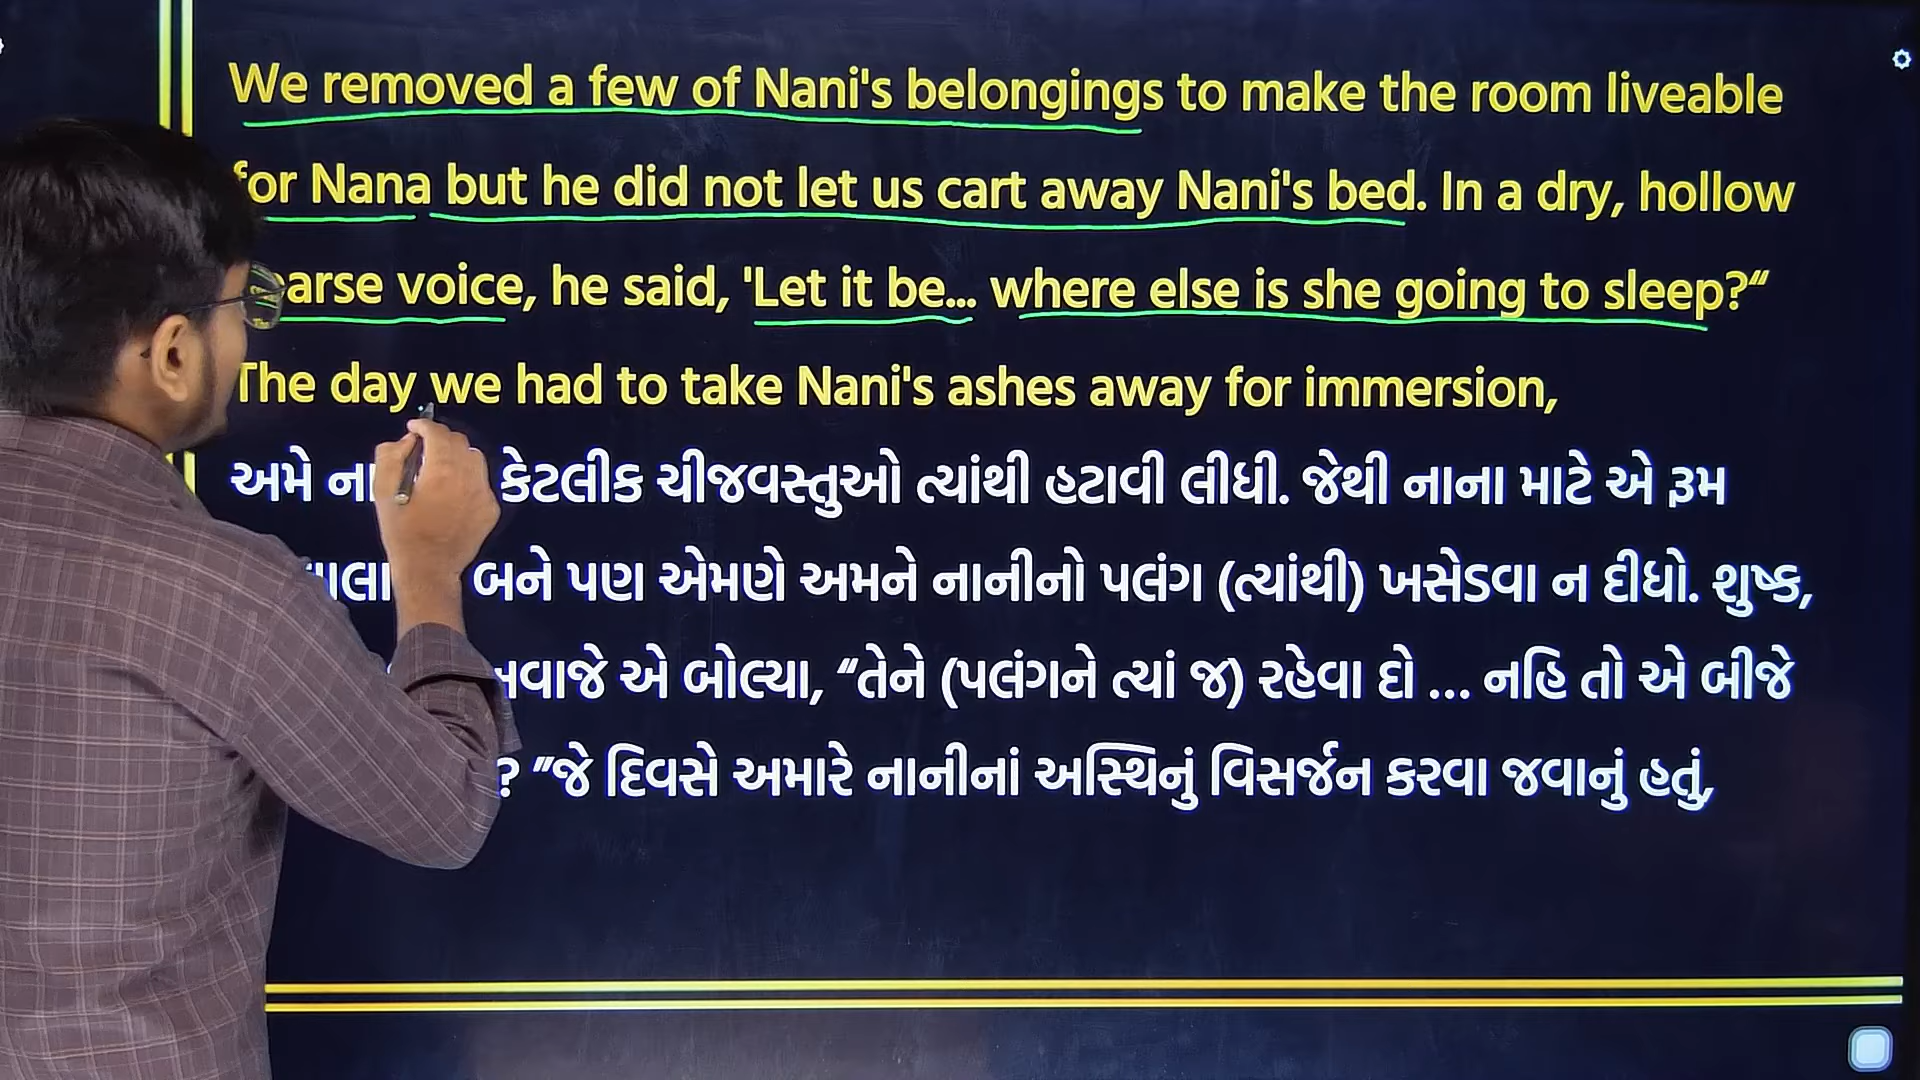 We removed a few of Nani's belongings to make the room liveable
for Nana but he did not let us cart away Nani's bed. In a dry, hollow
voice, he said, 'Let it be... where else is she going to sleep?“
The day we had to take Nani's ashes away for immersion,
અમે કેટલીક ચીજવસ્તુઓ ત્યાંથી હટાવી લીધી. જેથી નાના માટે એ રૂમ
બને પણ એમણે અમને નાનીનો પલંગ (ત્યાંથી) ખસેડવા ન દીધો. શુષ્ક,
એ બોલ્યા, “તેને (પલંગને ત્યાં જ) રહેવા દો ... નહિ તો એ બીજે
? ”જે દિવસે અમારે નાનીનાં અસ્થિનું વિસર્જન કરવા જવાનું હતું,